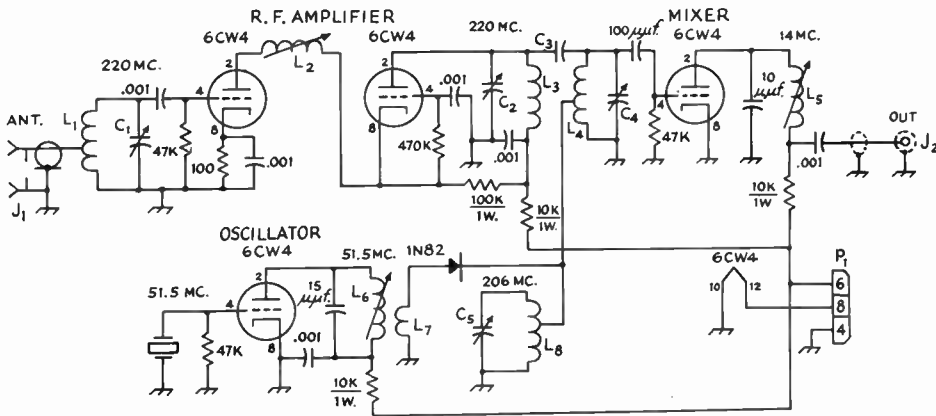 R.F. AMPLIFIER
6CW4
6CW4
MIXER
6CW4
220 MC.
L2
220 MC.
C3
100 µµf.
14 MC.
2
2
2
.001
4
4
.001
4
C2
L3
L4
C4
10 µµf.
L5
ANT.
L1
C1
47K
8
100
.001
8
470K
.001
47K
8
OUT
J2
.001
J1
100K
1W.
10K
1W.
10K
1W
OSCILLATOR
6CW4
51.5 MC.
1N82
6CW4
P1
2
15 µµf.
L6
206 MC.
10
12
6
8
4
51.5 MC.
4
L7
C5
L8
47K
8
.001
10K
1W.